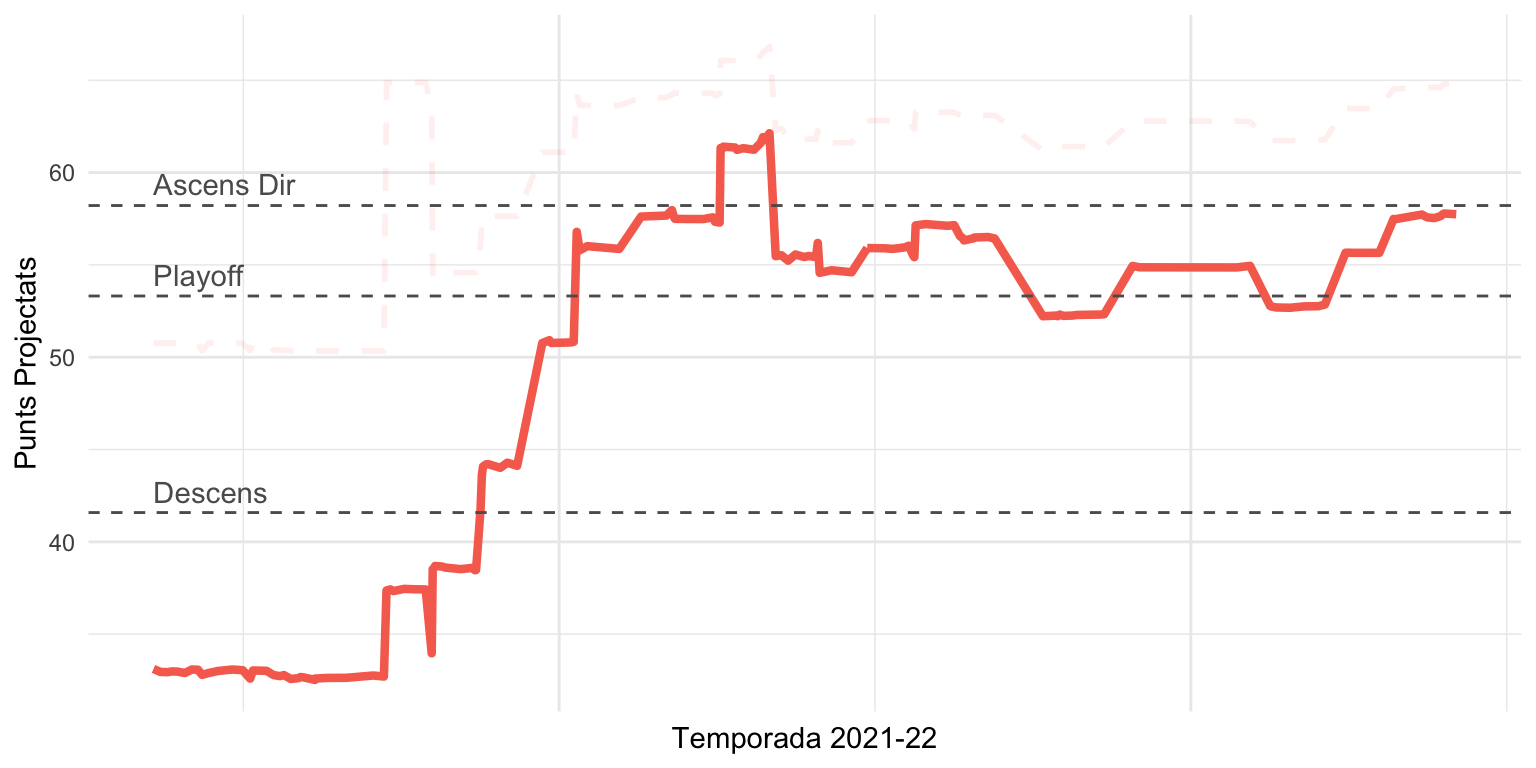 60
50
40
Punts Projectats
Ascens Dir
Playoff
Descens
Temporada 2021-22